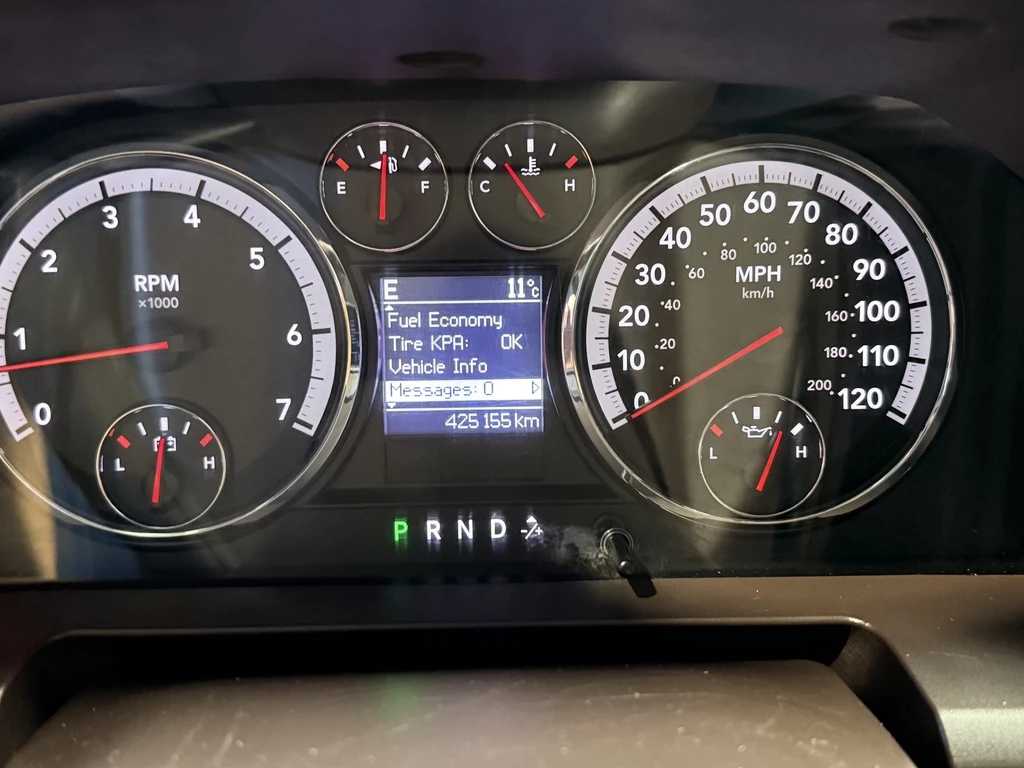 E F
C H
0 1 2 3 4 5 6 7
RPM
×1000
L H
E 11°C
Fuel Economy
Tire KPA: OK
Vehicle Info
Messages: 0
425 155 km
0 10 20 30 40 50 60 70 80 90 100 110 120
MPH
km/h
0 20 40 60 80 100 120 140 160 180 200
L H
P R N D -/+